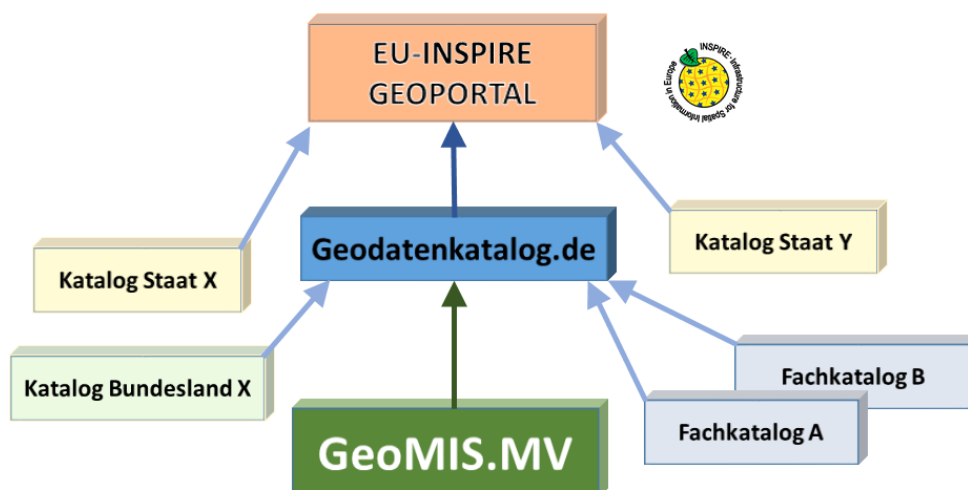 EU-INSPIRE
GEOPORTAL
INSPIRE - Infrastructure for Spatial Information in Europe
Katalog Staat X
Geodatenkatalog.de
Katalog Staat Y
Katalog Bundesland X
GeoMIS.MV
Fachkatalog B
Fachkatalog A